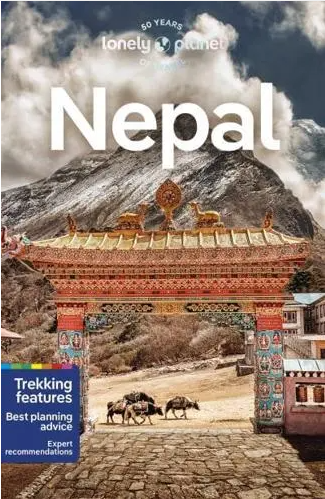 50 YEARS
lonely planet
Nepal
Trekking
features
Best planning
advice
Expert
recommendations